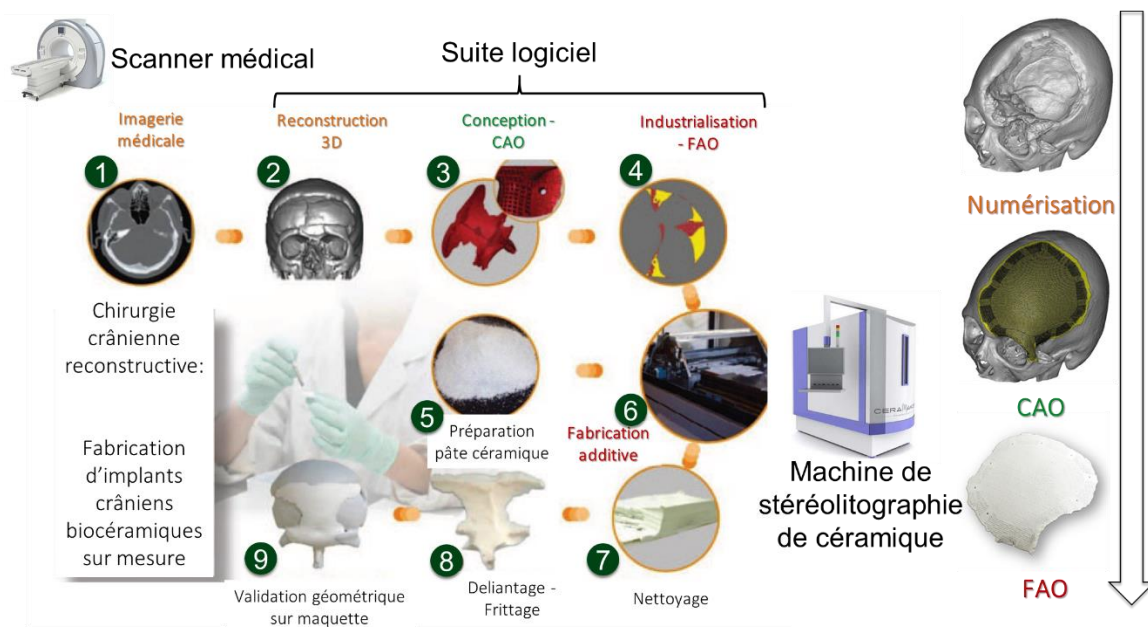 Scanner médical
Suite logiciel
Imagerie
médicale
Reconstruction
3D
Conception -
CAO
Industrialisation
- FAO
1
2
3
4
Numérisation
Chirurgie
crânienne
reconstructive:
Fabrication
d’implants
crâniens
biocéramiques
sur mesure
5
Préparation
pâte céramique
6
Fabrication
additive
CAO
Machine de
stéréolitographie
de céramique
7
Nettoyage
8
Deliantage -
Frittage
9
Validation géométrique
sur maquette
FAO